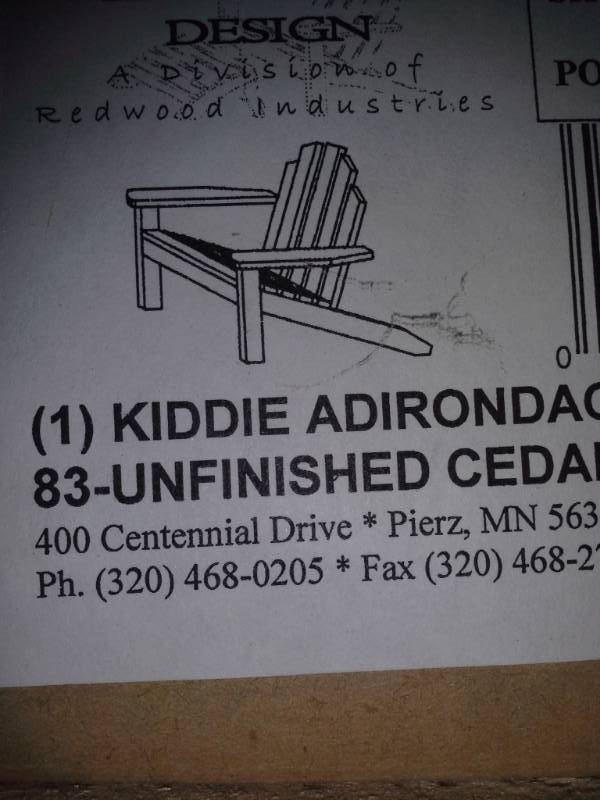 DESIGN
A Division of
Redwood Industries
PO
0
(1) KIDDIE ADIRONDAC
83-UNFINISHED CEDA
400 Centennial Drive * Pierz, MN 563
Ph. (320) 468-0205 * Fax (320) 468-2